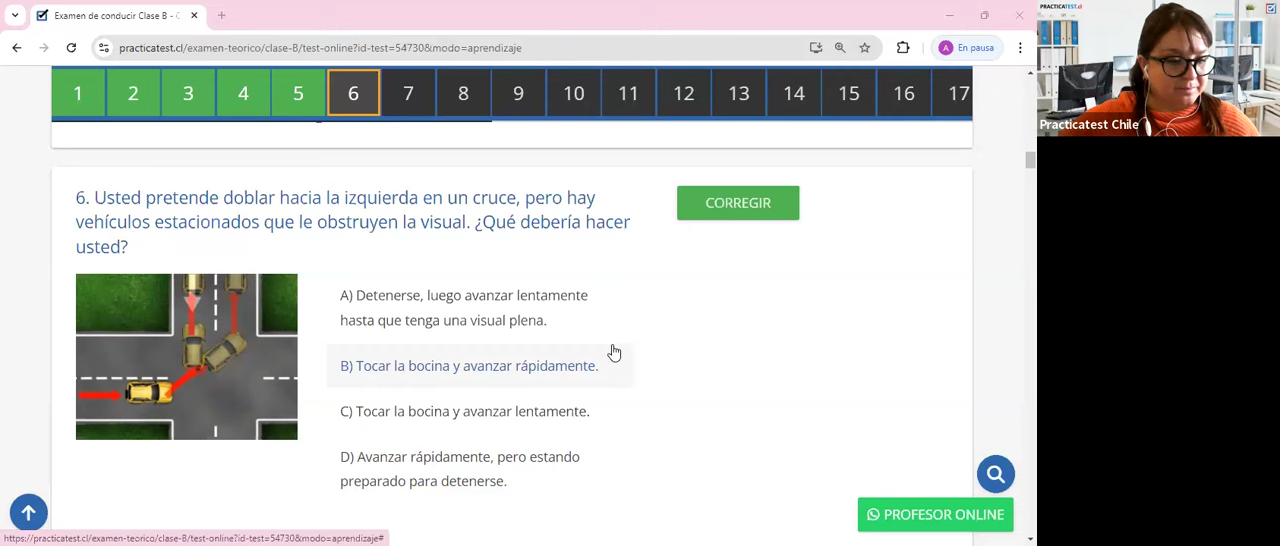 Examen de conducir Clase B - C
practicatest.cl/examen-teorico/clase-B/test-online?id-test=54730&modo=aprendizaje
A En pausa
1 2 3 4 5 6 7 8 9 10 11 12 13 14 15 16 17
6. Usted pretende doblar hacia la izquierda en un cruce, pero hay
vehículos estacionados que le obstruyen la visual. ¿Qué debería hacer
usted?
CORREGIR
A) Detenerse, luego avanzar lentamente
hasta que tenga una visual plena.
B) Tocar la bocina y avanzar rápidamente.
C) Tocar la bocina y avanzar lentamente.
D) Avanzar rápidamente, pero estando
preparado para detenerse.
PROFESOR ONLINE
https://practicatest.cl/examen-teorico/clase-B/test-online?id-test=54730&modo=aprendizaje#
PRACTICATEST.cl
Practicatest Chile